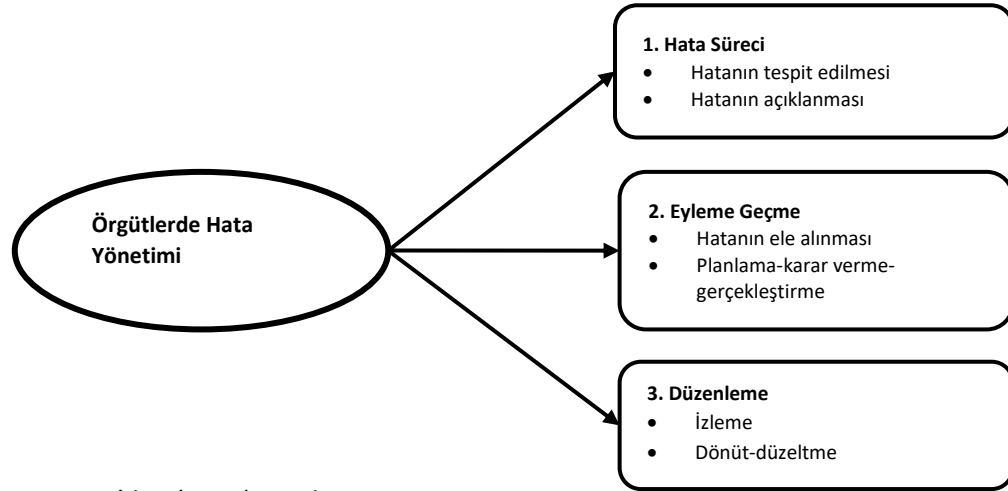 1. Hata Süreci
• Hatanın tespit edilmesi
• Hatanın açıklanması
Örgütlerde Hata
Yönetimi
2. Eyleme Geçme
• Hatanın ele alınması
• Planlama-karar verme-
gerçekleştirme
3. Düzenleme
• İzleme
• Dönüt-düzeltme